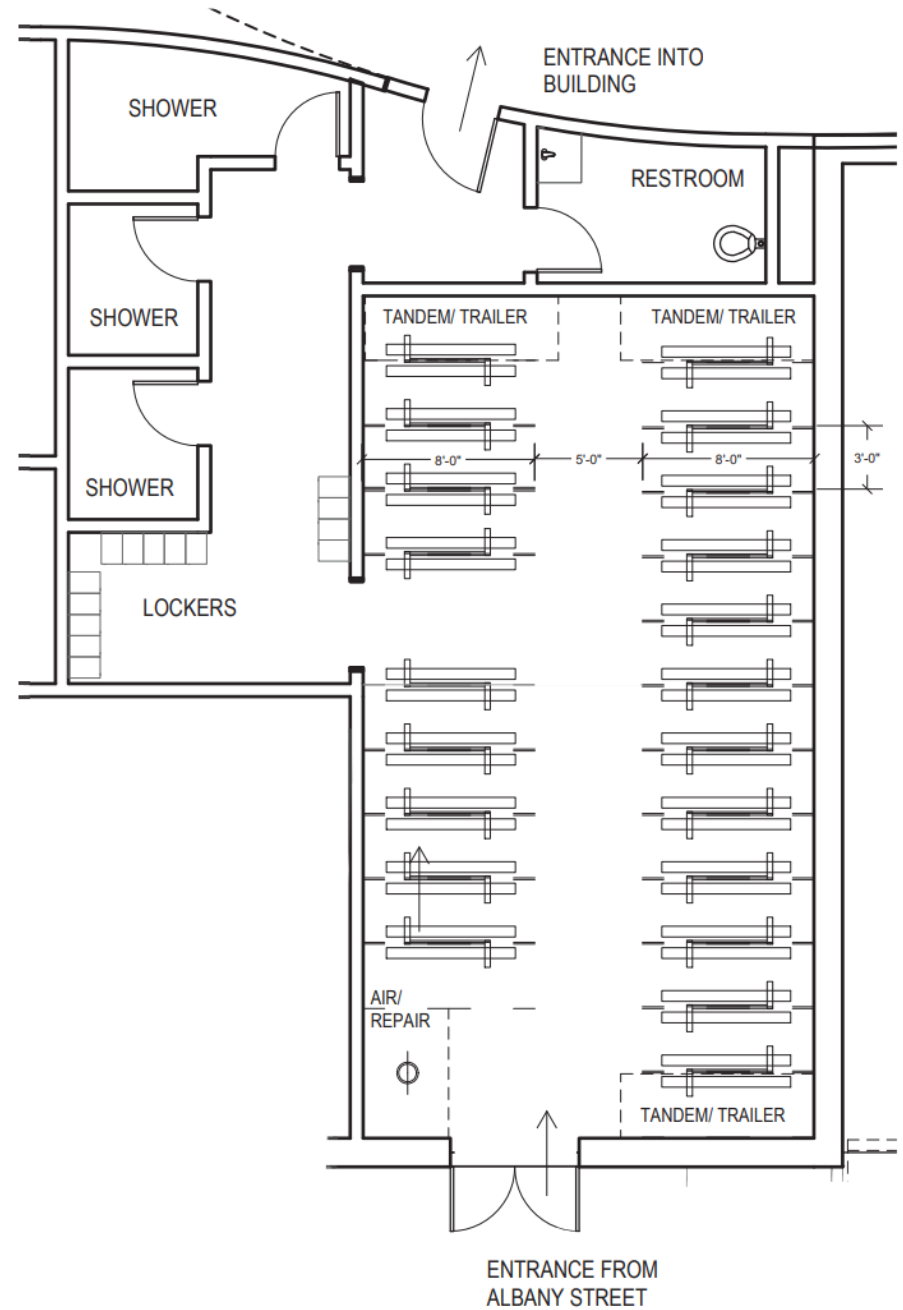 ENTRANCE INTO
BUILDING
SHOWER
RESTROOM
SHOWER
TANDEM/ TRAILER
TANDEM/ TRAILER
8'-0"
5'-0"
8'-0"
3'-0"
SHOWER
LOCKERS
AIR/
REPAIR
TANDEM/ TRAILER
ENTRANCE FROM
ALBANY STREET